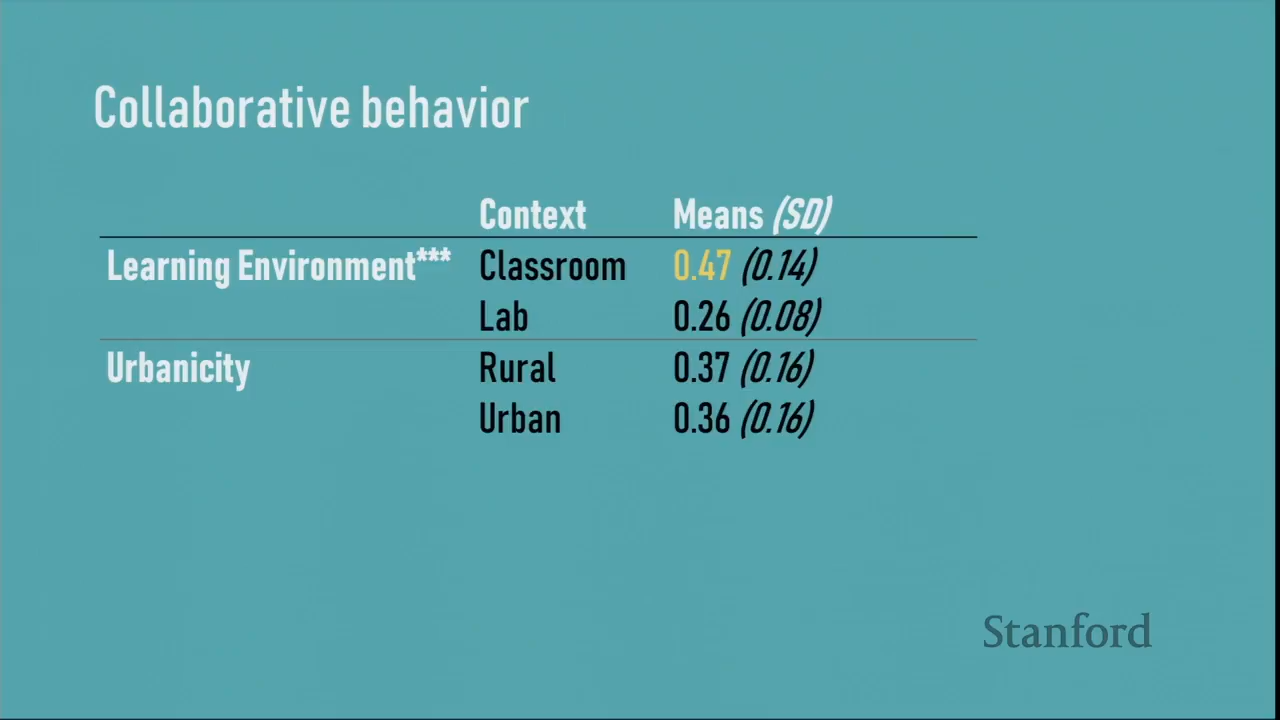 Collaborative behavior
Context Means (SD)
Learning Environment*** Classroom 0.47 (0.14)
Lab 0.26 (0.08)
Urbanicity Rural 0.37 (0.16)
Urban 0.36 (0.16)
Stanford